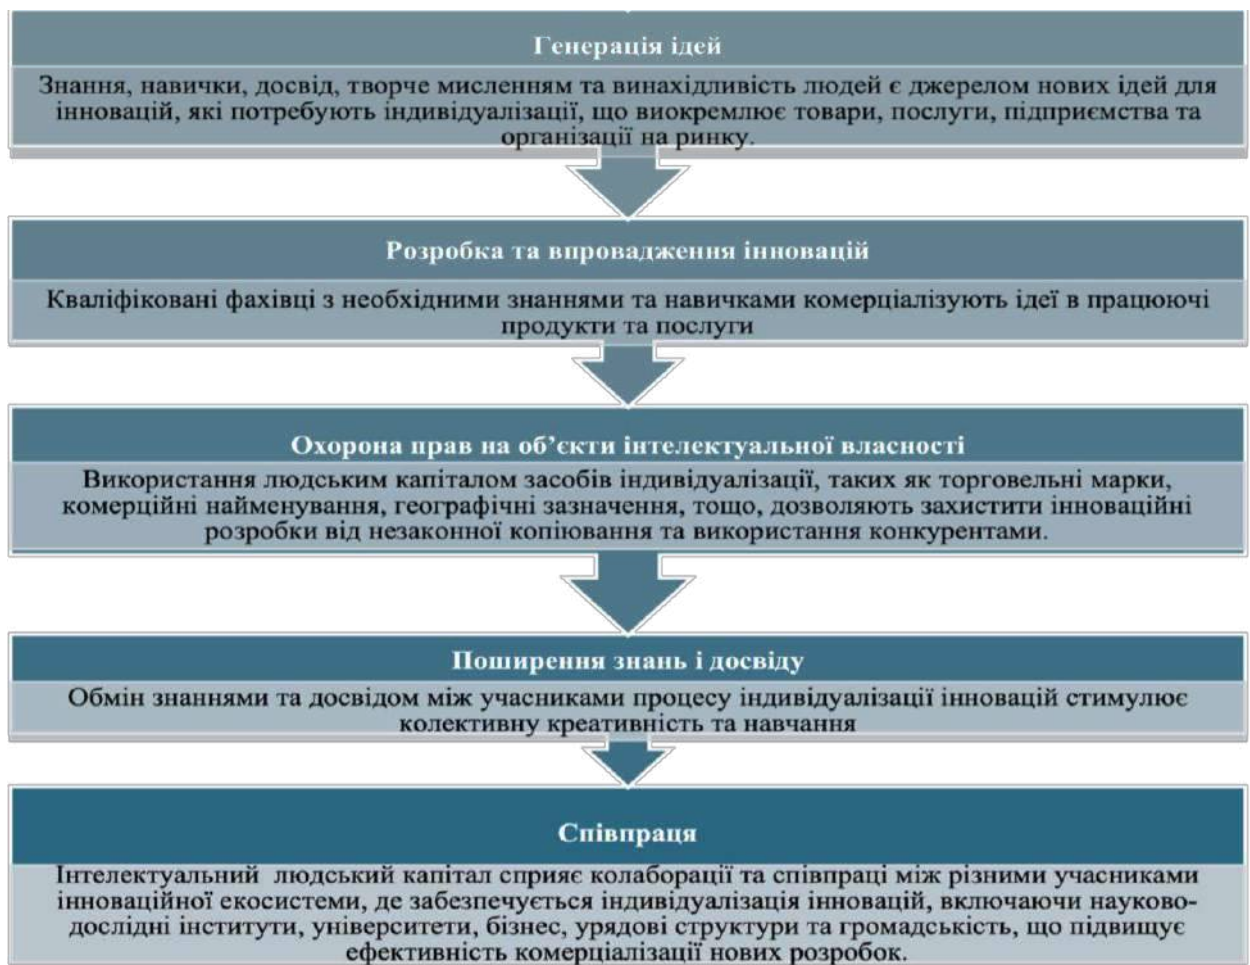 Генерація ідей
Знання, навички, досвід, творче мисленням та винахідливість людей є джерелом нових ідей для
інновацій, які потребують індивідуалізації, що виокремлює товари, послуги, підприємства та
організації на ринку.
Розробка та впровадження інновацій
Кваліфіковані фахівці з необхідними знаннями та навичками комерціалізують ідеї в працюючі
продукти та послуги
Охорона прав на об’єкти інтелектуальної власності
Використання людським капіталом засобів індивідуалізації, таких як торговельні марки,
комерційні найменування, географічні зазначення, тощо, дозволяють захистити інноваційні
розробки від незаконної копіювання та використання конкурентами.
Поширення знань і досвіду
Обмін знаннями та досвідом між учасниками процесу індивідуалізації інновацій стимулює
колективну креативність та навчання
Співпраця
Інтелектуальний людський капітал сприяє колаборації та співпраці між різними учасниками
інноваційної екосистеми, де забезпечується індивідуалізація інновацій, включаючи науково-
дослідні інститути, університети, бізнес, урядові структури та громадськість, що підвищує
ефективність комерціалізації нових розробок.